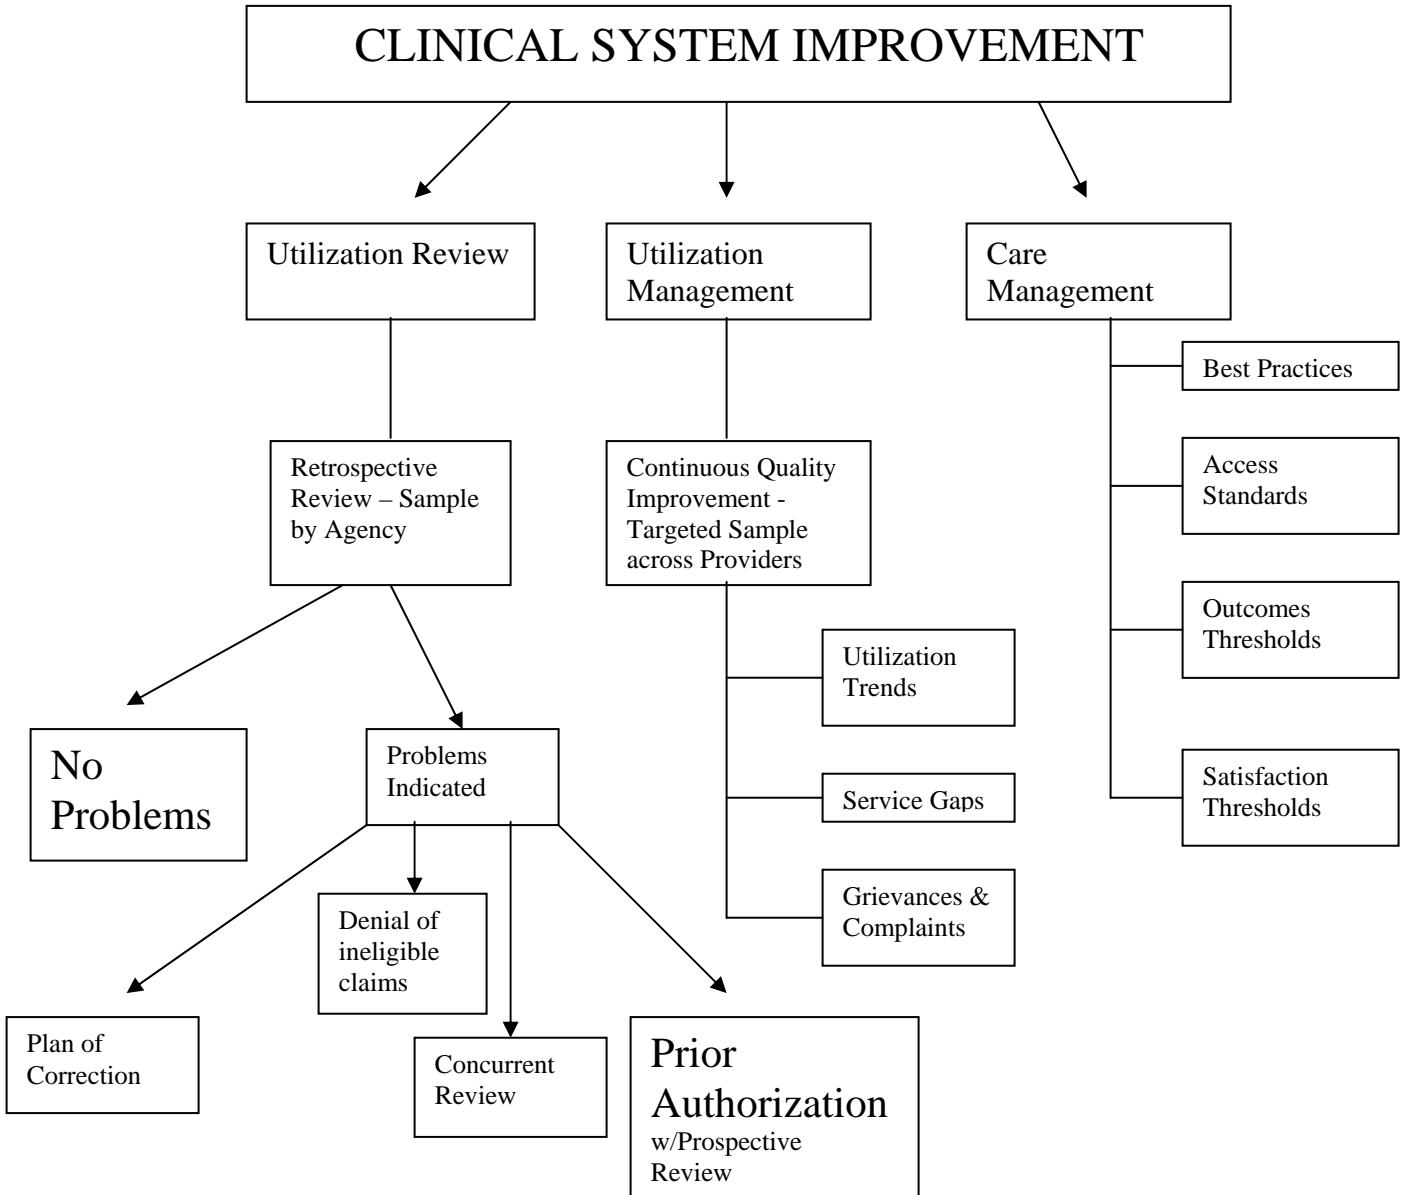 CLINICAL SYSTEM IMPROVEMENT
Utilization Review
Utilization
Management
Care
Management
Best Practices
Access
Standards
Outcomes
Thresholds
Satisfaction
Thresholds
Retrospective
Review – Sample
by Agency
Continuous Quality
Improvement -
Targeted Sample
across Providers
Utilization
Trends
Service Gaps
Grievances &
Complaints
No
Problems
Problems
Indicated
Plan of
Correction
Denial of
ineligible
claims
Concurrent
Review
Prior
Authorization
w/Prospective
Review